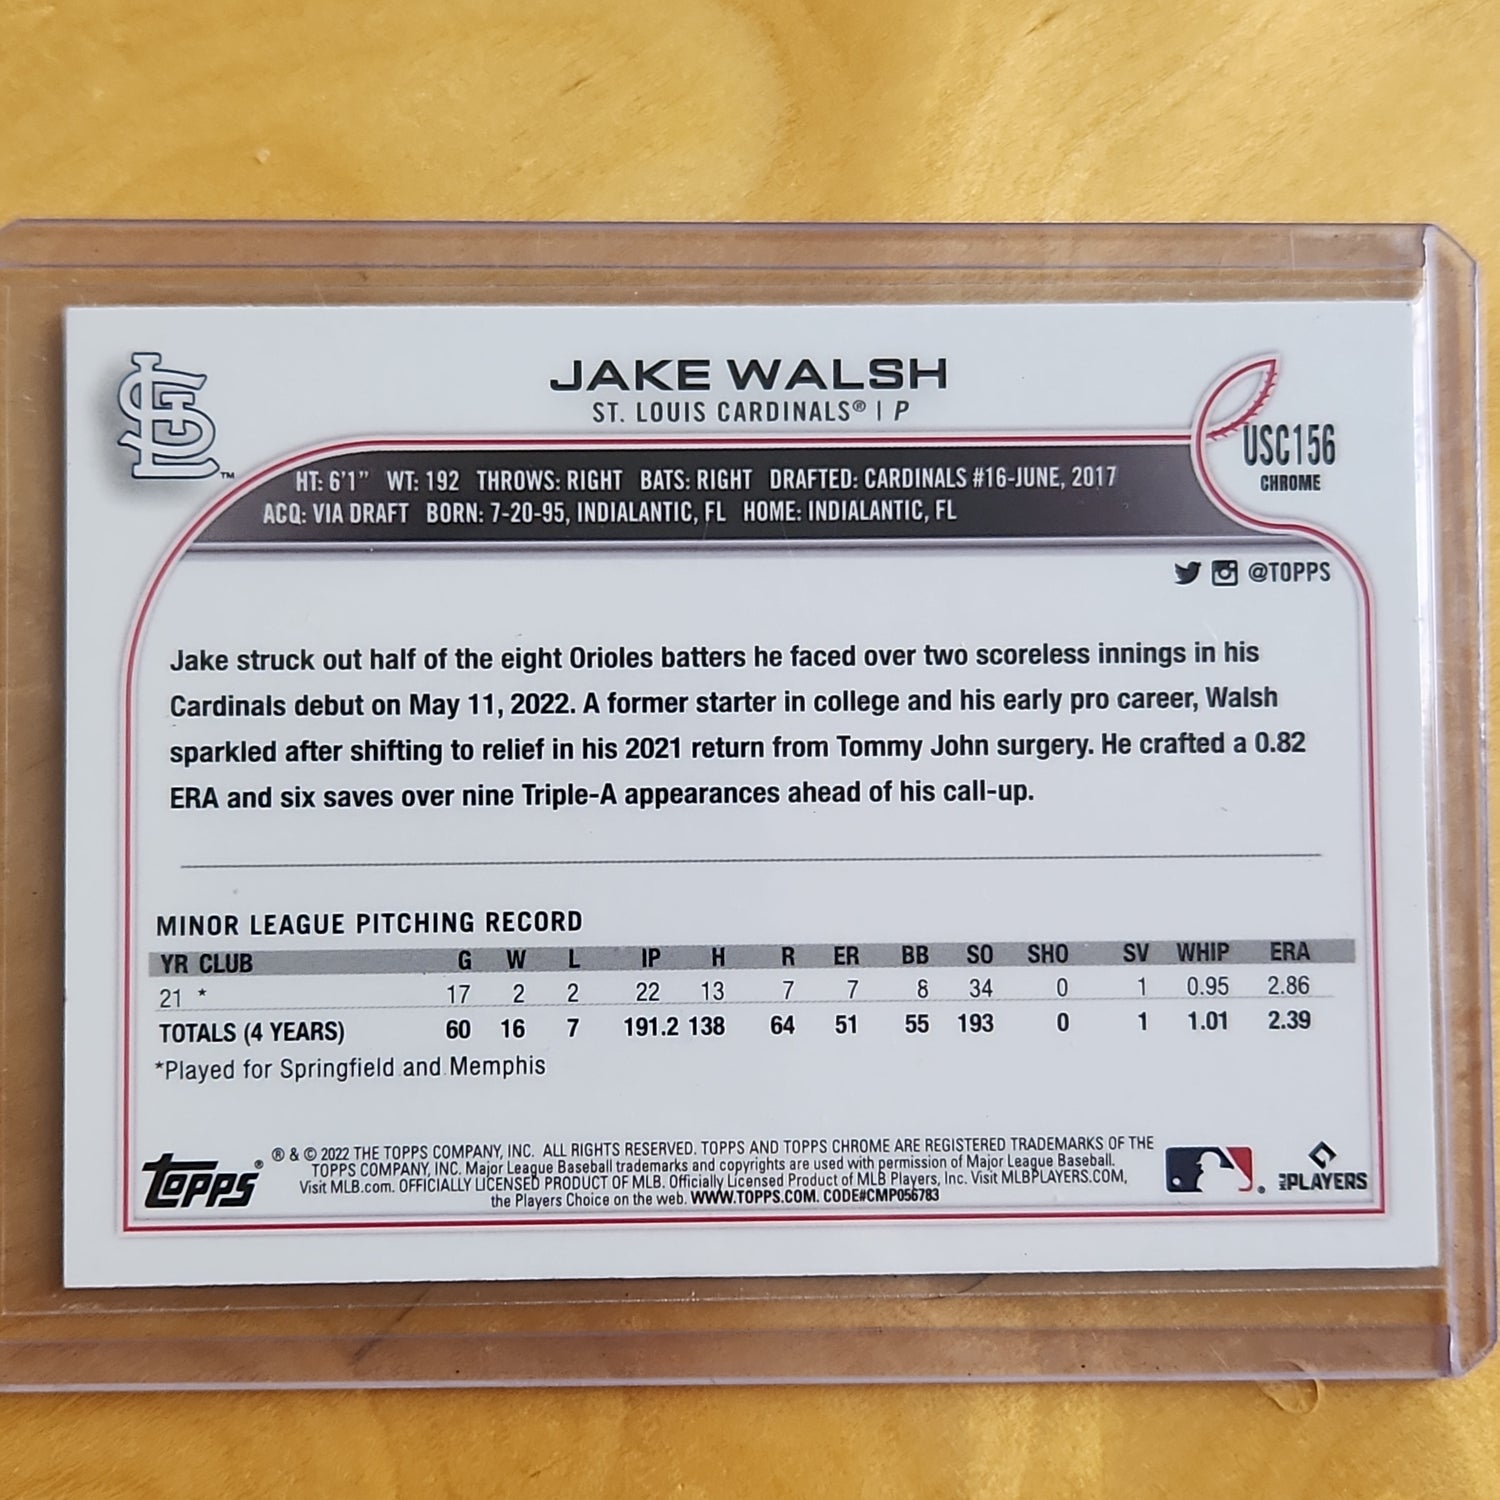 STL™
JAKE WALSH
ST. LOUIS CARDINALS® | P
USC156
CHROME
HT: 6'1" WT: 192 THROWS: RIGHT BATS: RIGHT DRAFTED: CARDINALS #16-JUNE, 2017
ACQ: VIA DRAFT BORN: 7-20-95, INDIALANTIC, FL HOME: INDIALANTIC, FL
@TOPPS
Jake struck out half of the eight Orioles batters he faced over two scoreless innings in his
Cardinals debut on May 11, 2022. A former starter in college and his early pro career, Walsh
sparkled after shifting to relief in his 2021 return from Tommy John surgery. He crafted a 0.82
ERA and six saves over nine Triple-A appearances ahead of his call-up.
MINOR LEAGUE PITCHING RECORD
YR CLUB G W L IP H R ER BB SO SHO SV WHIP ERA
21 * 17 2 2 22 13 7 7 8 34 0 1 0.95 2.86
TOTALS (4 YEARS) 60 16 7 191.2 138 64 51 55 193 0 1 1.01 2.39
*Played for Springfield and Memphis
topps®
® & © 2022 THE TOPPS COMPANY, INC. ALL RIGHTS RESERVED. TOPPS AND TOPPS CHROME ARE REGISTERED TRADEMARKS OF THE
TOPPS COMPANY, INC. Major League Baseball trademarks and copyrights are used with permission of Major League Baseball.
Visit MLB.com. OFFICIALLY LICENSED PRODUCT OF MLB. Officially Licensed Product of MLB Players, Inc. Visit MLBPLAYERS.COM,
the Players Choice on the web. WWW.TOPPS.COM. CODE#CMP056783
MLB PLAYERS